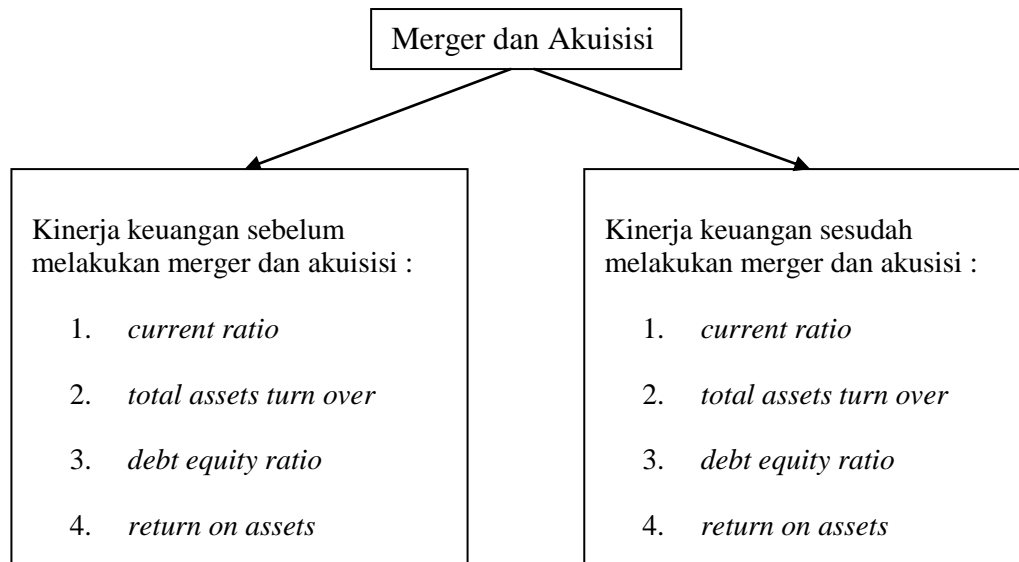 Merger dan Akuisisi
Kinerja keuangan sebelum
melakukan merger dan akuisisi :
1. current ratio
2. total assets turn over
3. debt equity ratio
4. return on assets
Kinerja keuangan sesudah
melakukan merger dan akusisi :
1. current ratio
2. total assets turn over
3. debt equity ratio
4. return on assets